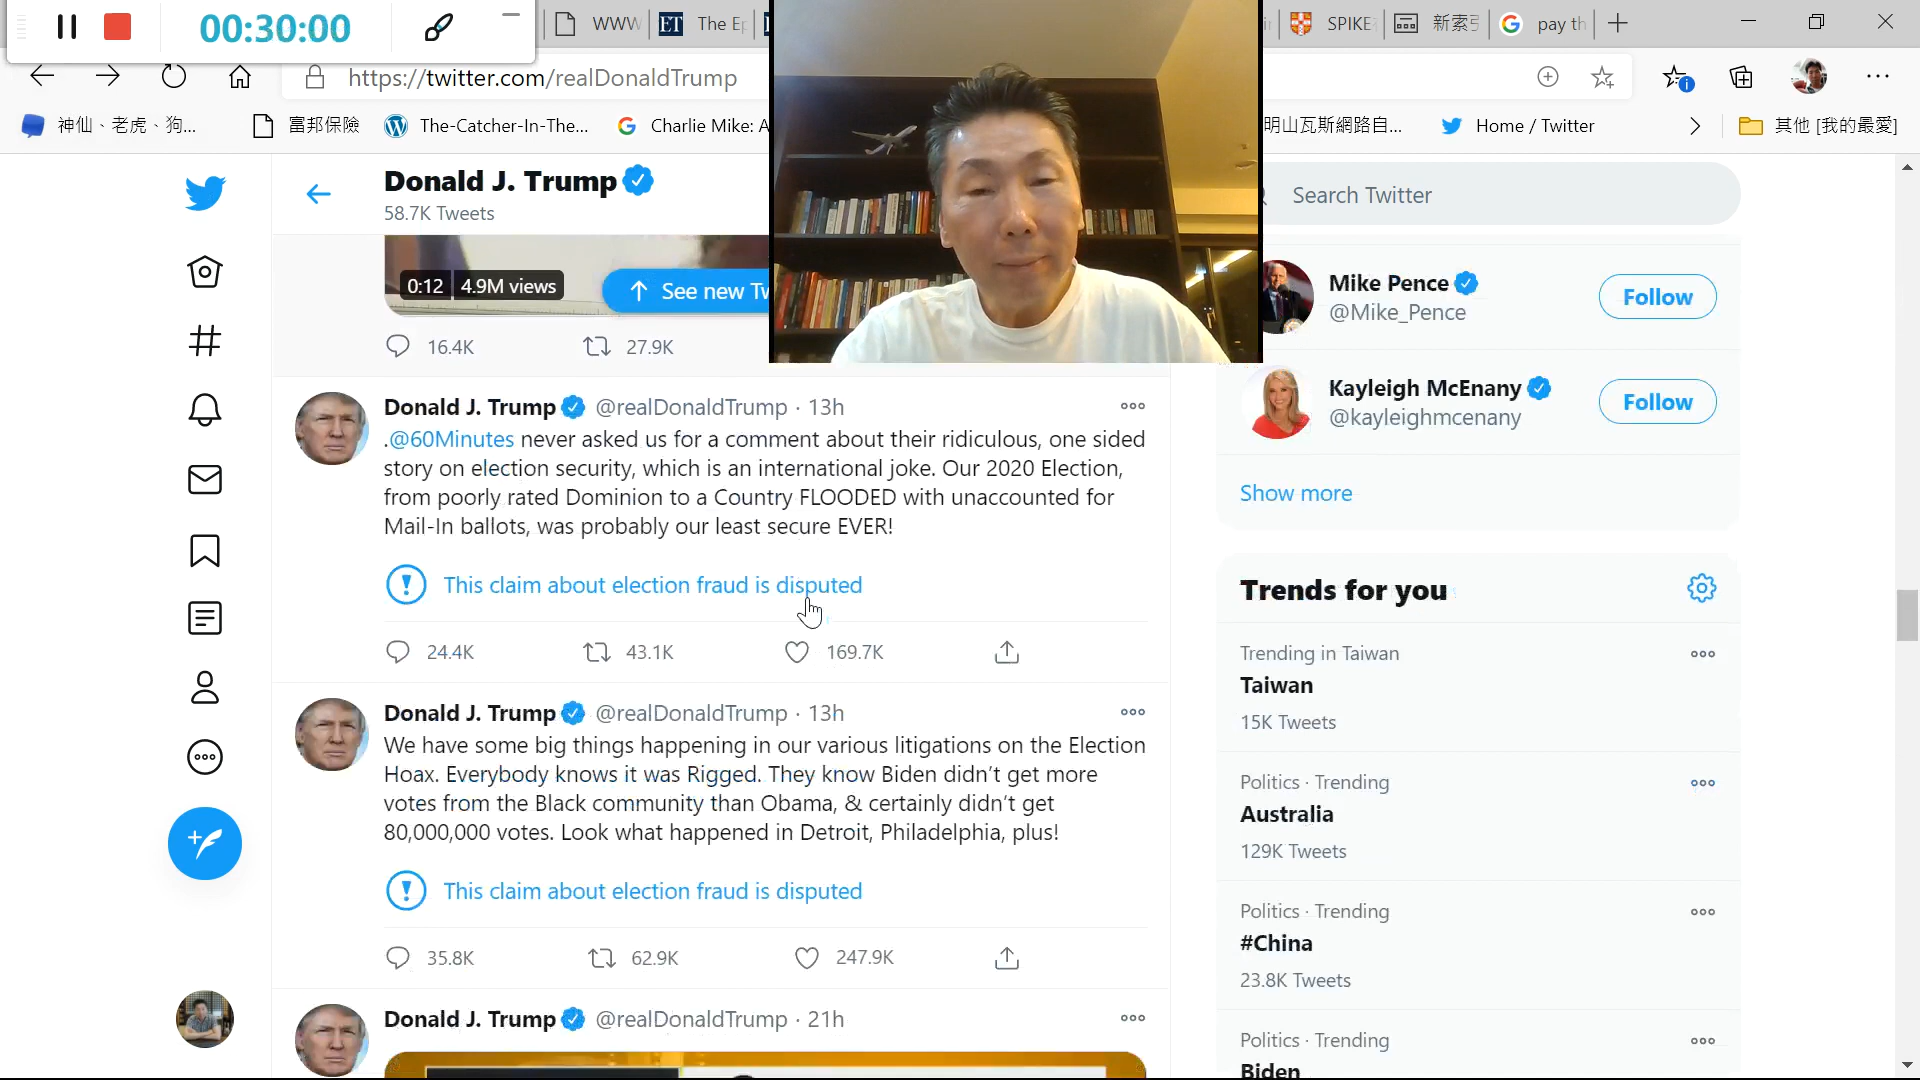 00:30:00
WWW
ET The Ep
SPIKE
新索引
pay th
https://twitter.com/realDonaldTrump
神仙、老虎、狗...
富邦保險
The-Catcher-In-The...
Charlie Mike: A
明山瓦斯網路自...
Home / Twitter
其他 [我的最愛]
Donald J. Trump
58.7K Tweets
Search Twitter
0:12 4.9M views
See new Tw
16.4K 27.9K
Donald J. Trump @realDonaldTrump · 13h
.@60Minutes never asked us for a comment about their ridiculous, one sided
story on election security, which is an international joke. Our 2020 Election,
from poorly rated Dominion to a Country FLOODED with unaccounted for
Mail-In ballots, was probably our least secure EVER!
This claim about election fraud is disputed
24.4K 43.1K 169.7K
Donald J. Trump @realDonaldTrump · 13h
We have some big things happening in our various litigations on the Election
Hoax. Everybody knows it was Rigged. They know Biden didn't get more
votes from the Black community than Obama, & certainly didn't get
80,000,000 votes. Look what happened in Detroit, Philadelphia, plus!
This claim about election fraud is disputed
35.8K 62.9K 247.9K
Donald J. Trump @realDonaldTrump · 21h
Mike Pence
@Mike_Pence
Follow
Kayleigh McEnany
@kayleighmcenany
Follow
Show more
Trends for you
Trending in Taiwan
Taiwan
15K Tweets
Politics · Trending
Australia
129K Tweets
Politics · Trending
#China
23.8K Tweets
Politics · Trending
Biden